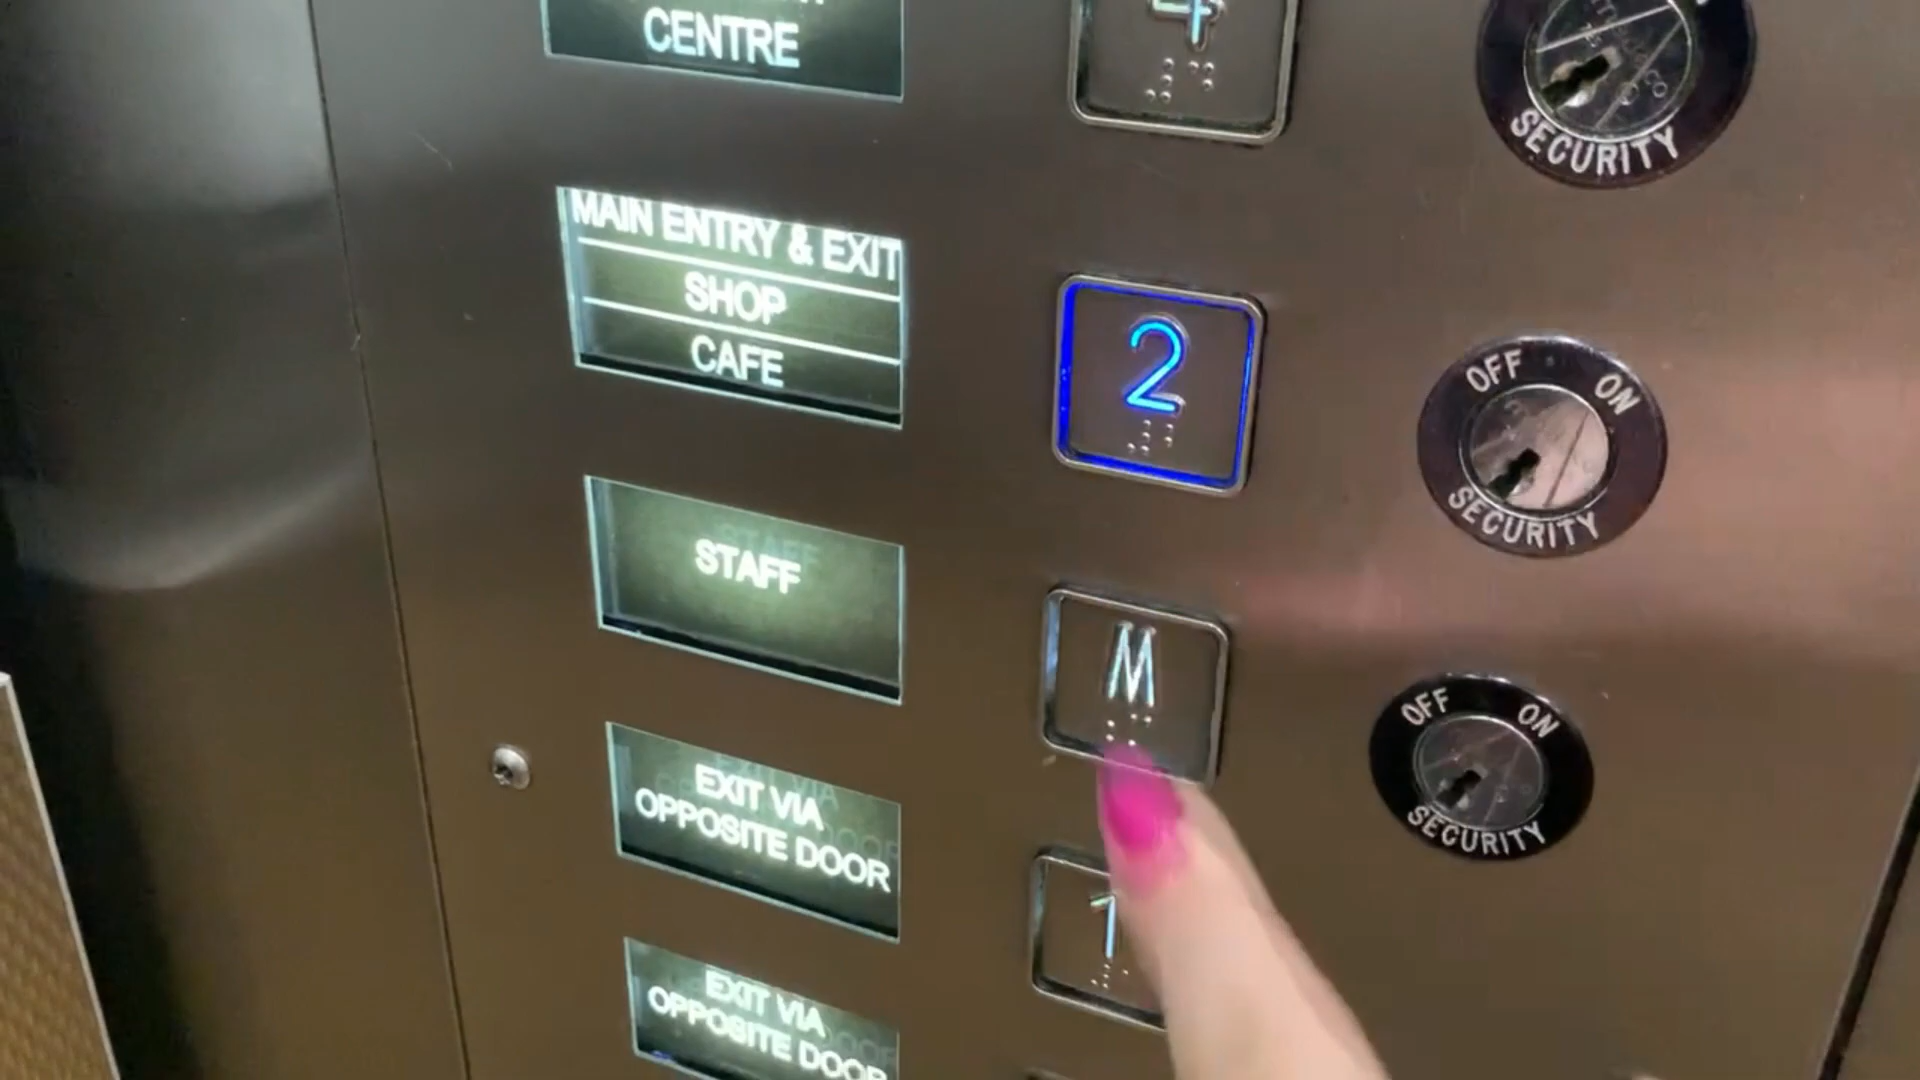 CENTRE
4
SECURITY
MAIN ENTRY & EXIT
SHOP
CAFE
2
OFF ON
SECURITY
STAFF
M
OFF ON
SECURITY
EXIT VIA
OPPOSITE DOOR
1
EXIT VIA
OPPOSITE DOOR